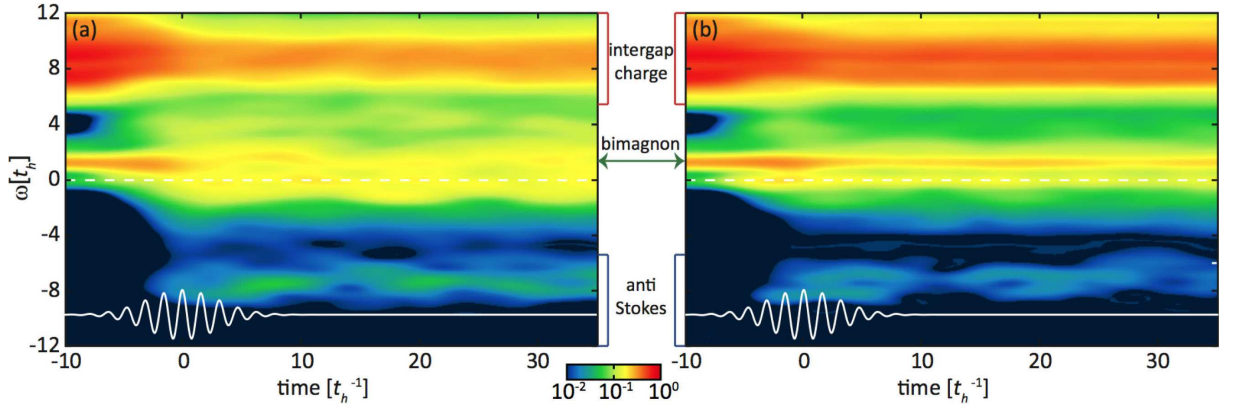 (a)
(b)
12
8
4
0
-4
-8
-12
ω[t_h]
intergap
charge
bimagnon
anti
Stokes
-10 0 10 20 30
-10 0 10 20 30
time [t_h^-1]
time [t_h^-1]
10^-2 10^-1 10^0